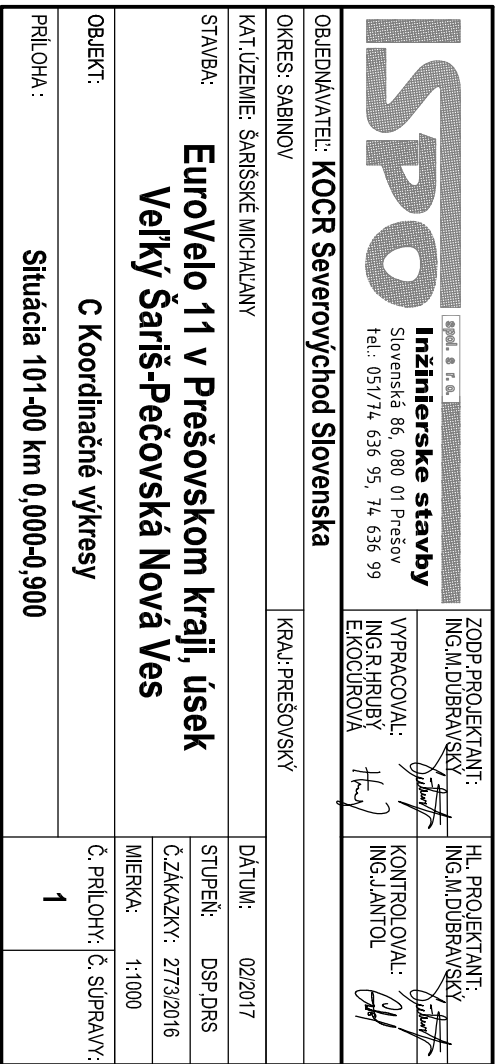 ISPO
spol. s r. o.
Inžinierske stavby
Slovenská 86, 080 01 Prešov
tel.: 051/74 636 95, 74 636 99
ZODP.PROJEKTANT:
ING.M.DÚBRAVSKÝ
HL. PROJEKTANT:
ING.M.DÚBRAVSKÝ
VYPRACOVAL:
ING.R.HRUBÝ
E.KOCÚROVÁ
KONTROLOVAL:
ING.J.ANTOL
OBJEDNÁVATEĽ: KOCR Severovýchod Slovenska
OKRES: SABINOV
KRAJ:PREŠOVSKÝ
KAT.ÚZEMIE: ŠARIŠSKÉ MICHAĽANY
DÁTUM: 02/2017
STAVBA:
EuroVelo 11 v Prešovskom kraji, úsek
Veľký Šariš-Pečovská Nová Ves
STUPEŇ: DSP,DRS
Č.ZÁKAZKY: 2773/2016
MIERKA: 1:1000
OBJEKT:
C Koordinačné výkresy
Č. PRÍLOHY:
Č. SÚPRAVY:
PRÍLOHA :
Situácia 101-00 km 0,000-0,900
1